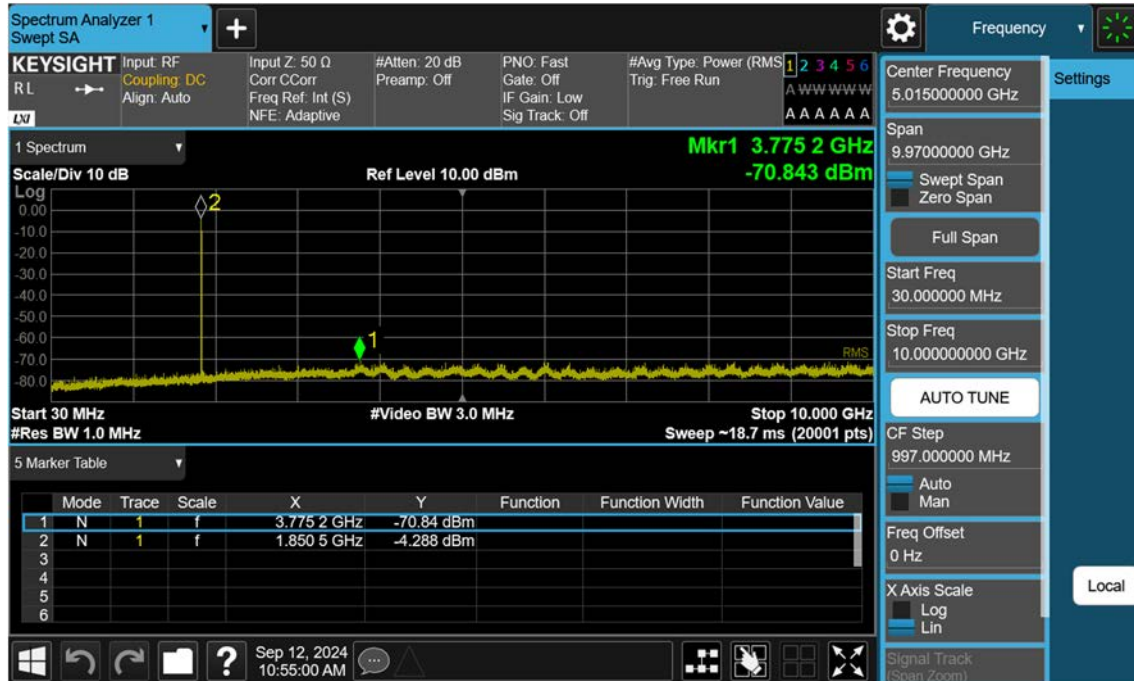 Spectrum Analyzer 1
Swept SA
+
Frequency
KEYSIGHT
RL
LXI
Input: RF
Coupling: DC
Align: Auto
Input Z: 50 Ω
Corr CCorr
Freq Ref: Int (S)
NFE: Adaptive
#Atten: 20 dB
Preamp: Off
PNO: Fast
Gate: Off
IF Gain: Low
Sig Track: Off
#Avg Type: Power (RMS
Trig: Free Run
1 2 3 4 5 6
A W W W W W
A A A A A A
1 Spectrum
Mkr1 3.775 2 GHz
-70.843 dBm
Scale/Div 10 dB
Ref Level 10.00 dBm
Log
0.00
-10.0
-20.0
-30.0
-40.0
-50.0
-60.0
-70.0
-80.0
2
1
RMS
Start 30 MHz
#Video BW 3.0 MHz
Stop 10.000 GHz
#Res BW 1.0 MHz
Sweep ~18.7 ms (20001 pts)
5 Marker Table
Mode Trace Scale X Y Function Function Width Function Value
1 N 1 f 3.775 2 GHz -70.84 dBm
2 N 1 f 1.850 5 GHz -4.288 dBm
3
4
5
6
?
Sep 12, 2024
10:55:00 AM
Center Frequency
5.015000000 GHz
Span
9.97000000 GHz
Swept Span
Zero Span
Full Span
Start Freq
30.000000 MHz
Stop Freq
10.000000000 GHz
AUTO TUNE
CF Step
997.000000 MHz
Auto
Man
Freq Offset
0 Hz
X Axis Scale
Log
Lin
Signal Track
(Span Zoom)
Settings
Local